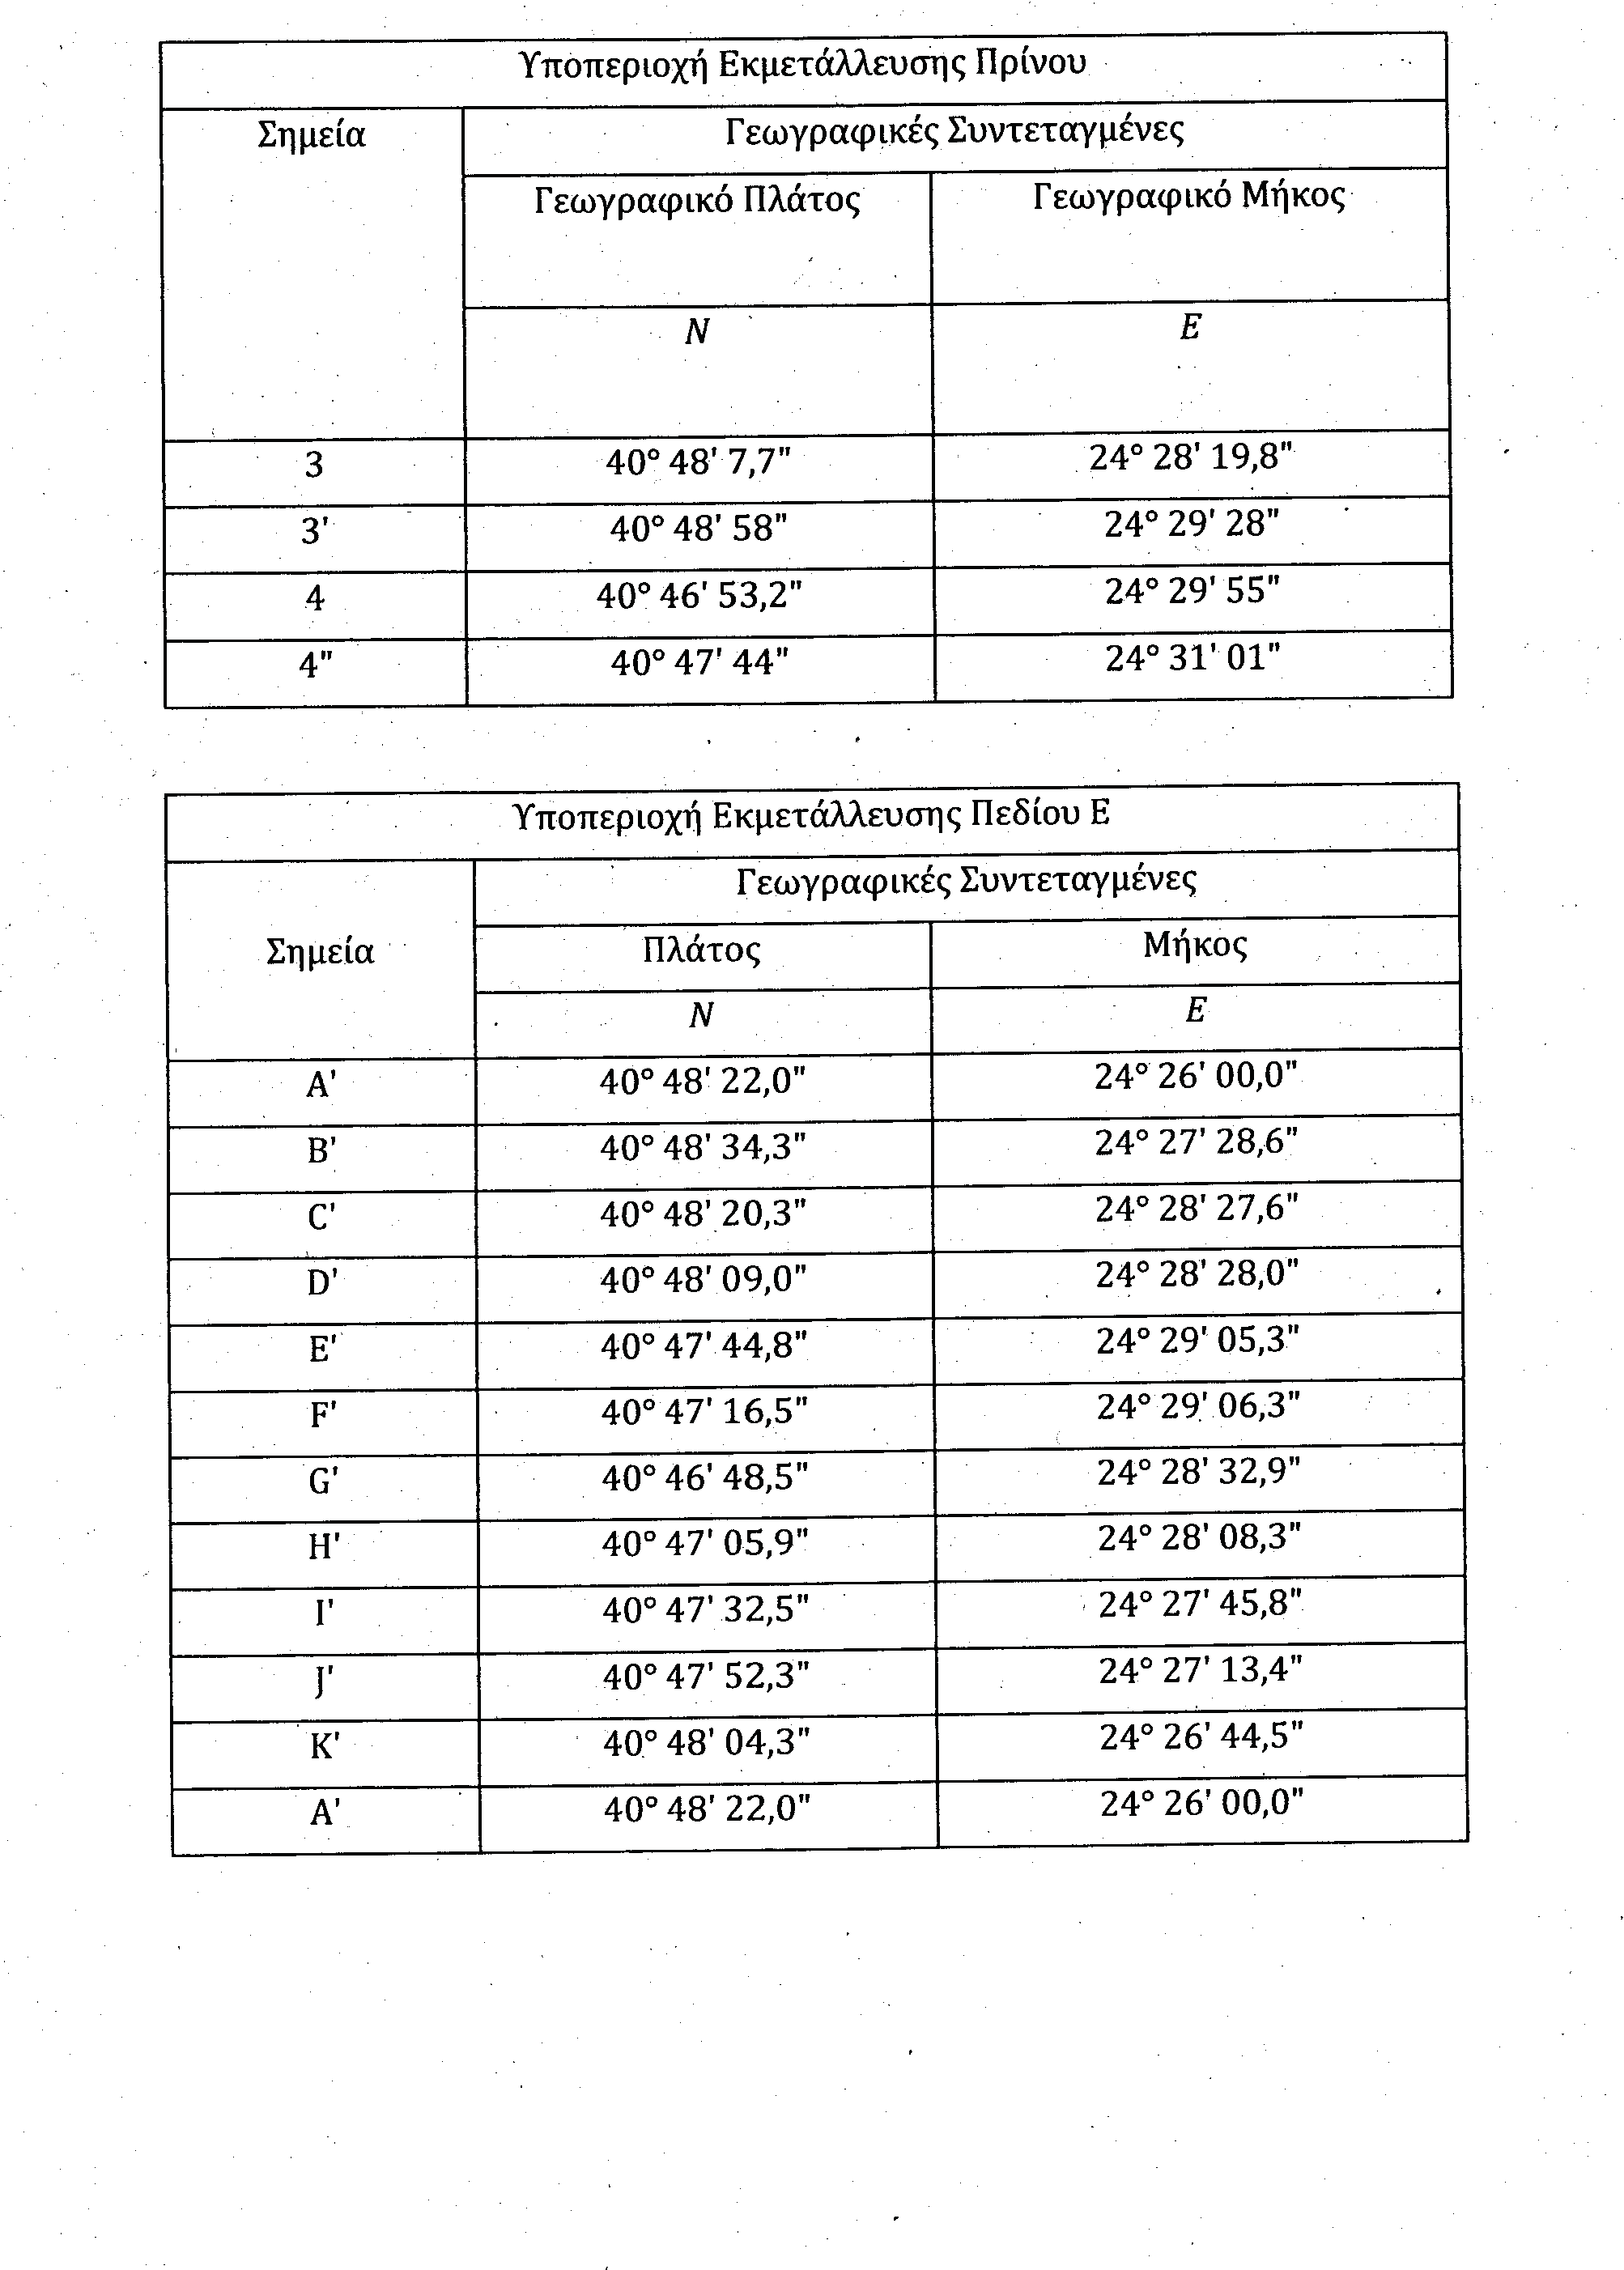 Υποπεριοχή Εκμετάλλευσης Πρίνου
Σημεία Γεωγραφικές Συντεταγμένες
Γεωγραφικό Πλάτος Γεωγραφικό Μήκος
N E
3 40° 48' 7,7" 24° 28' 19,8"
3' 40° 48' 58" 24° 29' 28"
4 40° 46' 53,2" 24° 29' 55"
4" 40° 47' 44" 24° 31' 01"
Υποπεριοχή Εκμετάλλευσης Πεδίου Ε
Γεωγραφικές Συντεταγμένες
Σημεία Πλάτος Μήκος
N E
A' 40° 48' 22,0" 24° 26' 00,0"
B' 40° 48' 34,3" 24° 27' 28,6"
C' 40° 48' 20,3" 24° 28' 27,6"
D' 40° 48' 09,0" 24° 28' 28,0"
E' 40° 47' 44,8" 24° 29' 05,3"
F' 40° 47' 16,5" 24° 29' 06,3"
G' 40° 46' 48,5" 24° 28' 32,9"
H' 40° 47' 05,9" 24° 28' 08,3"
I' 40° 47' 32,5" 24° 27' 45,8"
J' 40° 47' 52,3" 24° 27' 13,4"
K' 40° 48' 04,3" 24° 26' 44,5"
A' 40° 48' 22,0" 24° 26' 00,0"